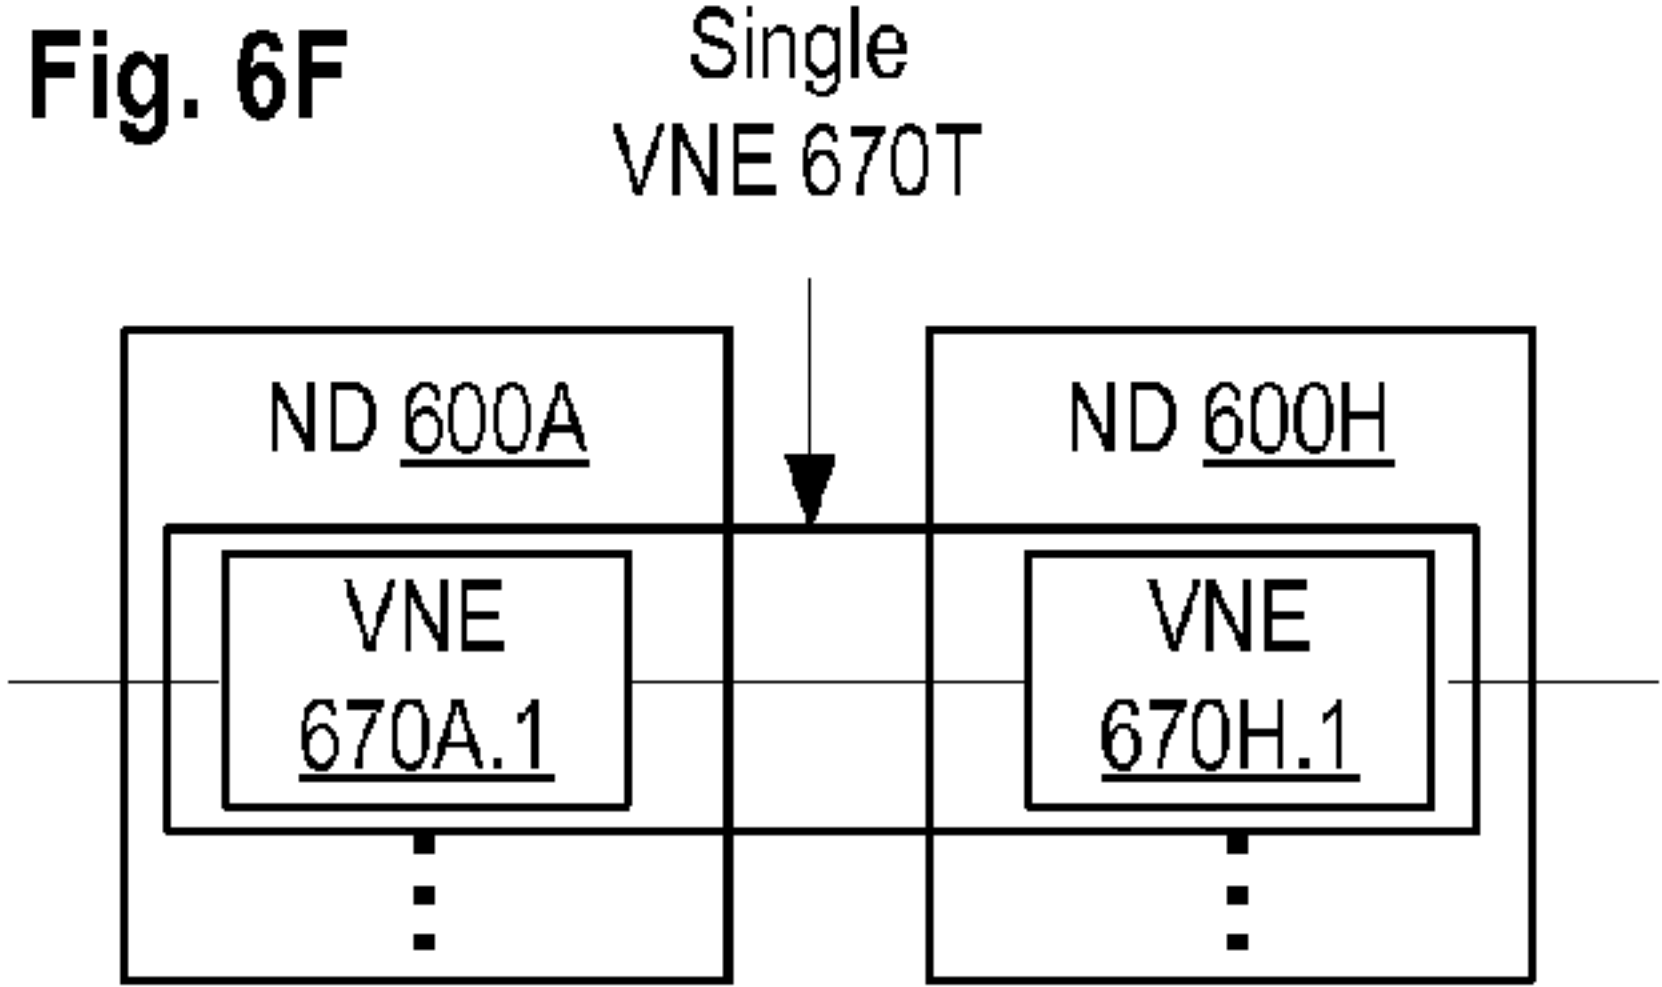 Fig. 6F
Single
VNE 670T
ND 600A
ND 600H
VNE
670A.1
VNE
670H.1